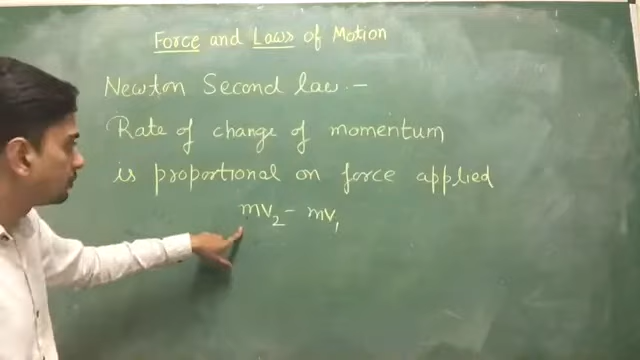 Force and Laws of Motion
Newton Second law.-
Rate of change of momentum
is proportional on force applied
mv₂ - mv₁